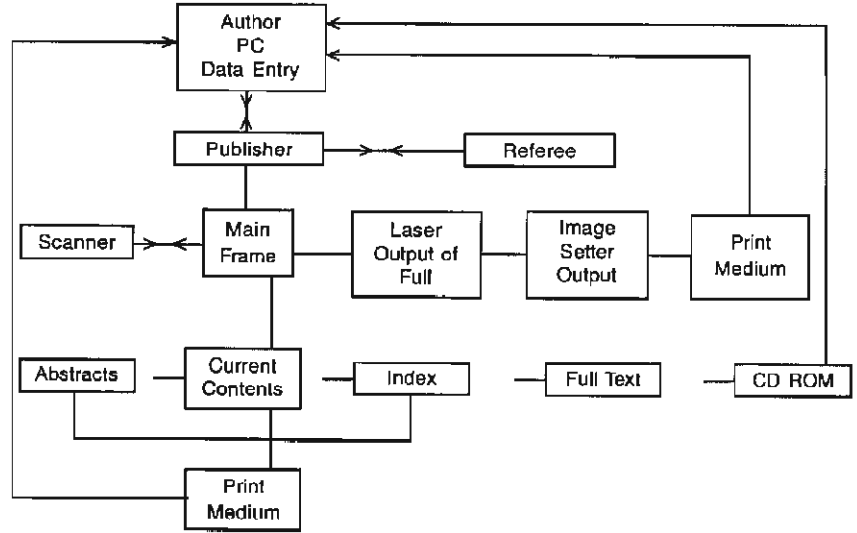 Author
PC
Data Entry
Publisher
Referee
Scanner
Main
Frame
Laser
Output of
Full
Image
Setter
Output
Print
Medium
Abstracts
Current
Contents
Index
Full Text
CD ROM
Print
Medium